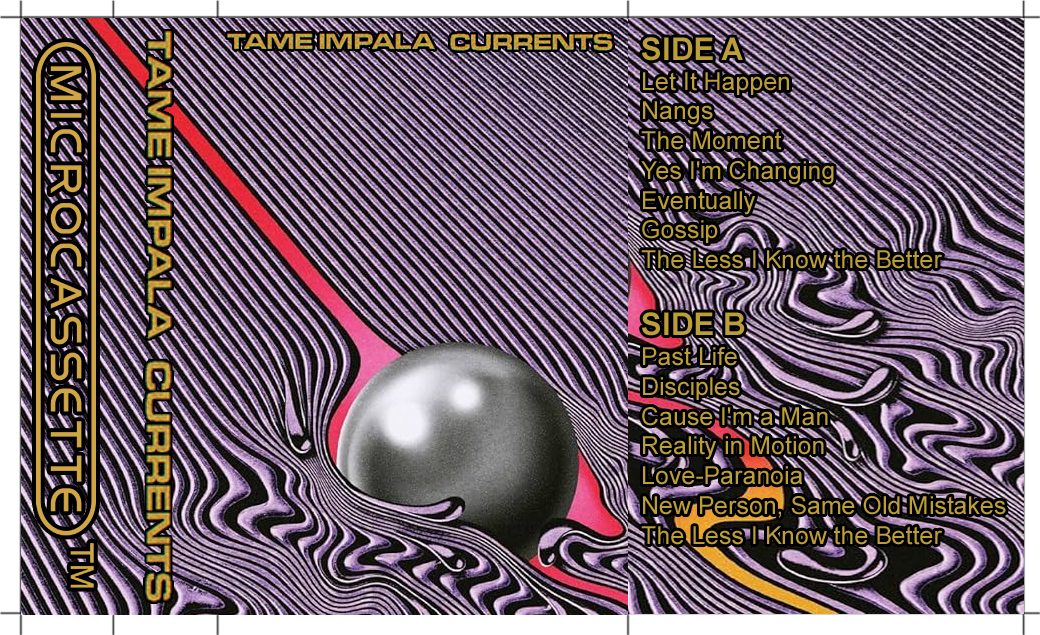 MICROCASSETTE TM
TAME IMPALA CURRENTS
TAME IMPALA CURRENTS
SIDE A
Let It Happen
Nangs
The Moment
Yes I'm Changing
Eventually
Gossip
The Less I Know the Better
SIDE B
Past Life
Disciples
Cause I'm a Man
Reality in Motion
Love-Paranoia
New Person, Same Old Mistakes
The Less I Know the Better